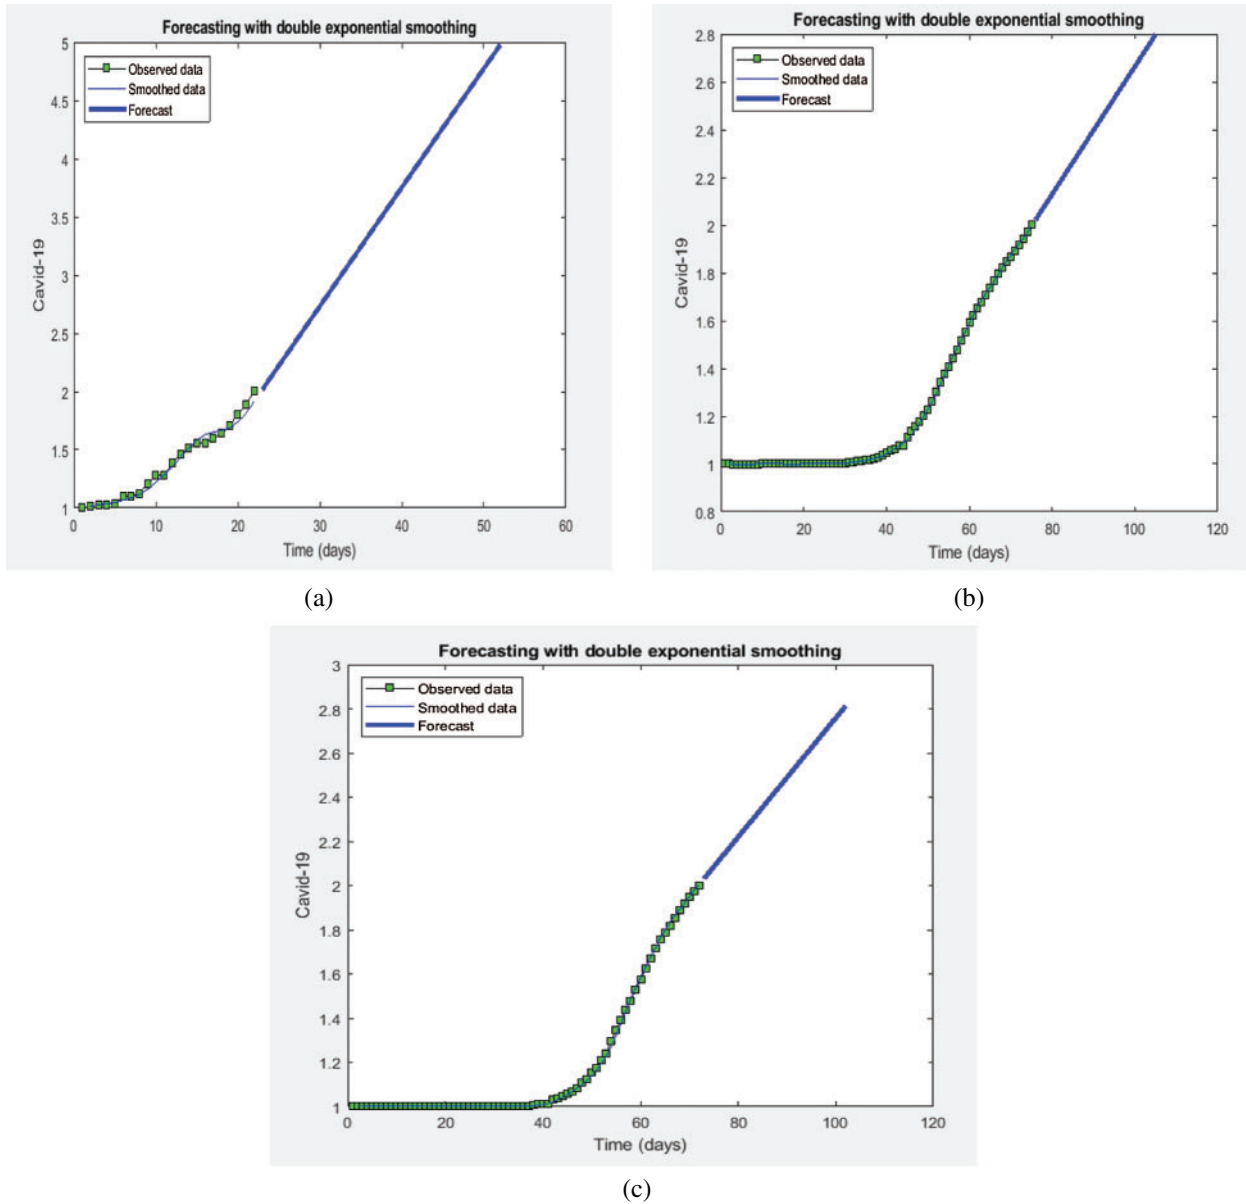 Forecasting with double exponential smoothing
5
4.5
4
3.5
3
2.5
2
1.5
1
Cavid-19
Observed data
Smoothed data
Forecast
0 10 20 30 40 50 60
Time (days)
(a)
Forecasting with double exponential smoothing
2.8
2.6
2.4
2.2
2
1.8
1.6
1.4
1.2
1
0.8
Cavid-19
Observed data
Smoothed data
Forecast
0 20 40 60 80 100 120
Time (days)
(b)
Forecasting with double exponential smoothing
3
2.8
2.6
2.4
2.2
2
1.8
1.6
1.4
1.2
1
Cavid-19
Observed data
Smoothed data
Forecast
0 20 40 60 80 100 120
Time (days)
(c)